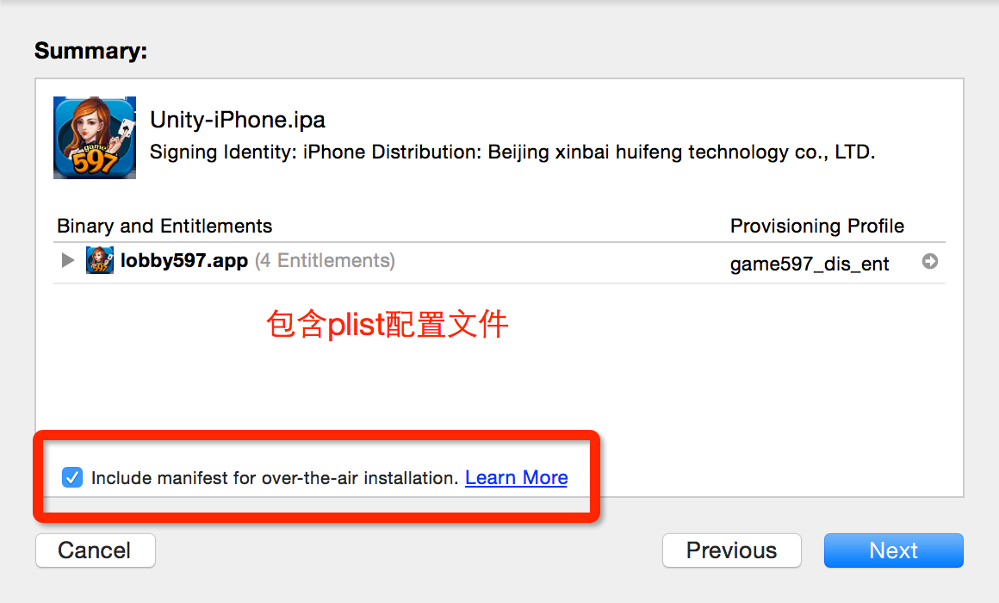 Summary:
game
597
Unity-iPhone.ipa
Signing Identity: iPhone Distribution: Beijing xinbai huifeng technology co., LTD.
Binary and Entitlements
Provisioning Profile
597
lobby597.app (4 Entitlements)
game597_dis_ent
包含plist配置文件
Include manifest for over-the-air installation. Learn More
Cancel
Previous
Next